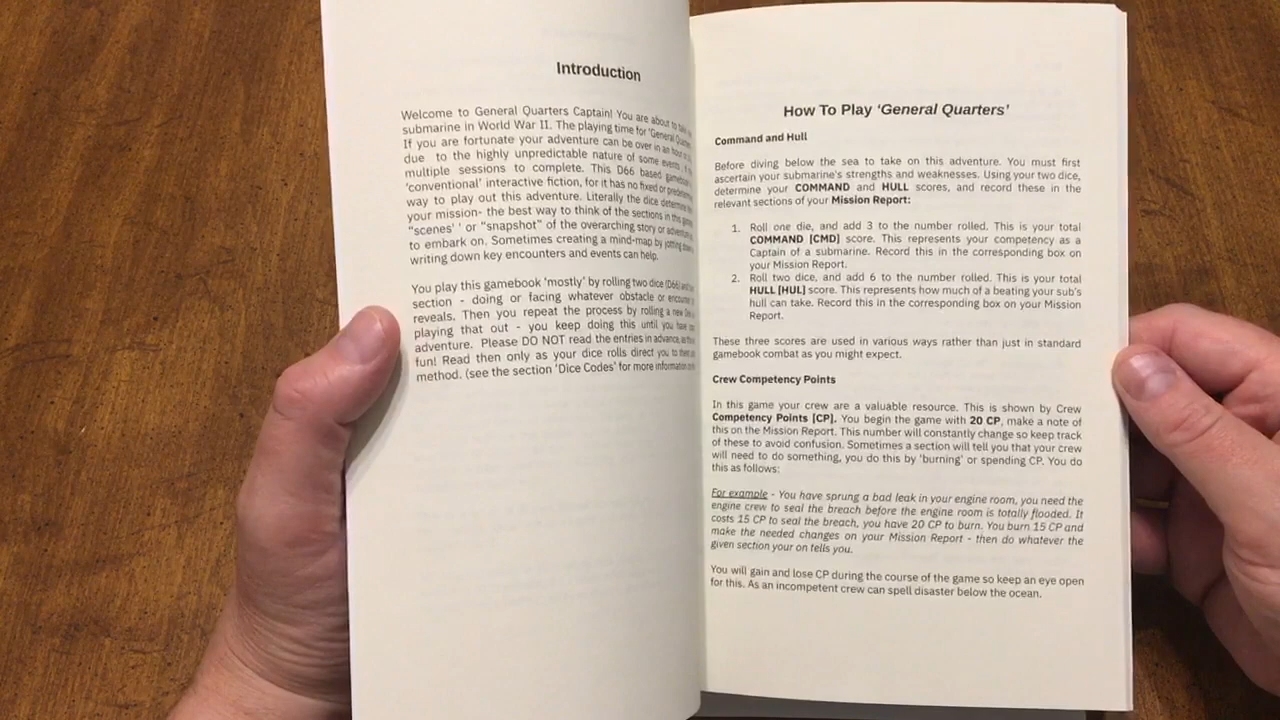 Introduction
Welcome to General Quarters Captain! You are about to
submarine in World War II. The playing time for 'General Quarters
If you are fortunate your adventure can be over in an hour
due to the highly unpredictable nature of some events
multiple sessions to complete. This D66 based gamebook
'conventional' interactive fiction, for it has no fixed or
way to play out this adventure. Literally the dice determine
your mission- the best way to think of the sections in this
"scenes' ' or "snapshot" of the overarching story or
to embark on. Sometimes creating a mind-map by jotting
writing down key encounters and events can help.
You play this gamebook 'mostly' by rolling two dice (D66)
section - doing or facing whatever obstacle or
reveals. Then you repeat the process by rolling a new
playing that out - you keep doing this until you have
adventure. Please DO NOT read the entries in advance,
fun! Read then only as your dice rolls direct you to
method. (see the section 'Dice Codes' for more information
How To Play 'General Quarters'
Command and Hull
Before diving below the sea to take on this adventure. You must first
ascertain your submarine's strengths and weaknesses. Using your two dice,
determine your COMMAND and HULL scores, and record these in the
relevant sections of your Mission Report:
1. Roll one die, and add 3 to the number rolled. This is your total
COMMAND [CMD] score. This represents your competency as a
Captain of a submarine. Record this in the corresponding box on
your Mission Report.
2. Roll two dice, and add 6 to the number rolled. This is your total
HULL [HUL] score. This represents how much of a beating your sub's
hull can take. Record this in the corresponding box on your Mission
Report.
These three scores are used in various ways rather than just in standard
gamebook combat as you might expect.
Crew Competency Points
In this game your crew are a valuable resource. This is shown by Crew
Competency Points [CP]. You begin the game with 20 CP, make a note of
this on the Mission Report. This number will constantly change so keep track
of these to avoid confusion. Sometimes a section will tell you that your crew
will need to do something, you do this by 'burning' or spending CP. You do
this as follows:
For example - You have sprung a bad leak in your engine room, you need the
engine crew to seal the breach before the engine room is totally flooded. It
costs 15 CP to seal the breach, you have 20 CP to burn. You burn 15 CP and
make the needed changes on your Mission Report - then do whatever the
given section your on tells you.
You will gain and lose CP during the course of the game so keep an eye open
for this. As an incompetent crew can spell disaster below the ocean.